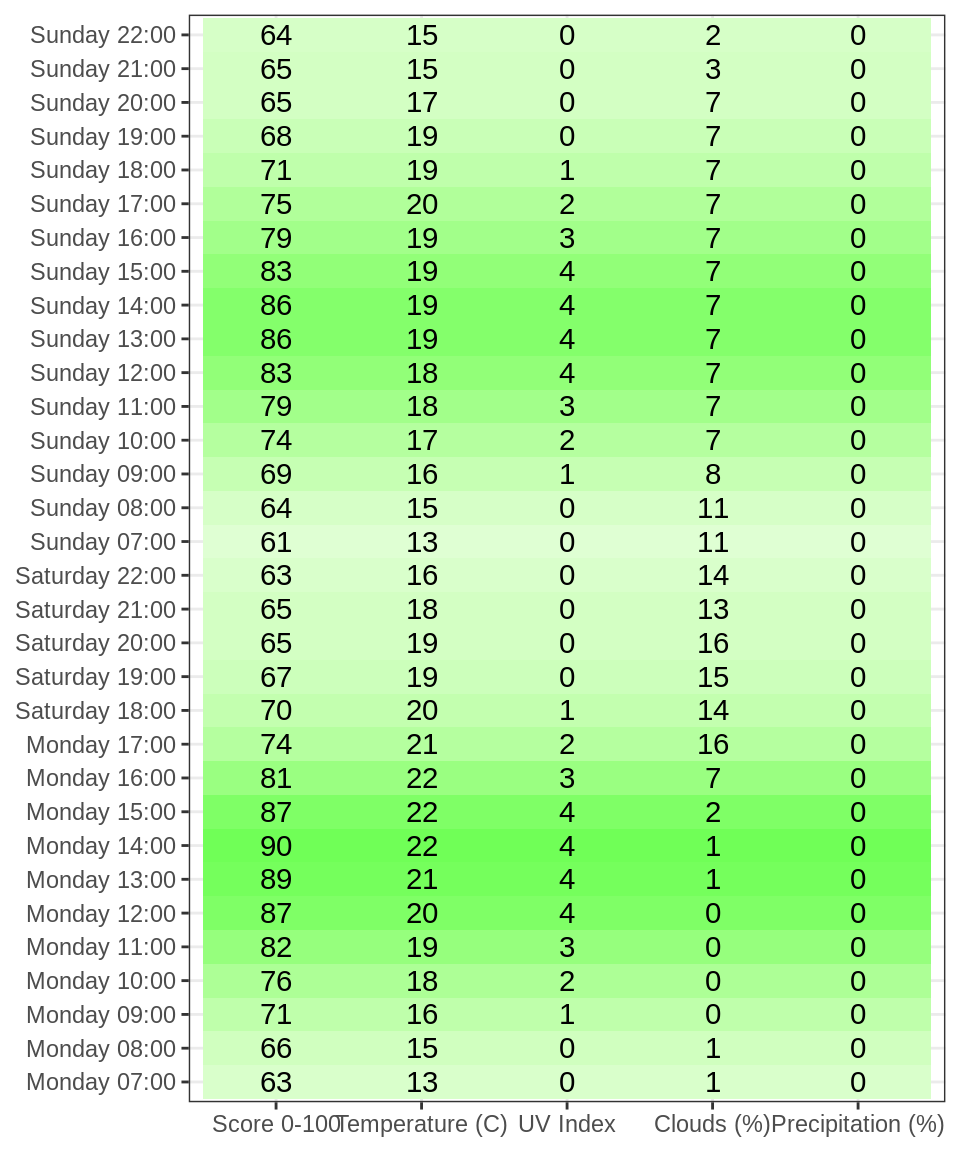 Sunday 22:00 64 15 0 2 0
Sunday 21:00 65 15 0 3 0
Sunday 20:00 65 17 0 7 0
Sunday 19:00 68 19 0 7 0
Sunday 18:00 71 19 1 7 0
Sunday 17:00 75 20 2 7 0
Sunday 16:00 79 19 3 7 0
Sunday 15:00 83 19 4 7 0
Sunday 14:00 86 19 4 7 0
Sunday 13:00 86 19 4 7 0
Sunday 12:00 83 18 4 7 0
Sunday 11:00 79 18 3 7 0
Sunday 10:00 74 17 2 7 0
Sunday 09:00 69 16 1 8 0
Sunday 08:00 64 15 0 11 0
Sunday 07:00 61 13 0 11 0
Saturday 22:00 63 16 0 14 0
Saturday 21:00 65 18 0 13 0
Saturday 20:00 65 19 0 16 0
Saturday 19:00 67 19 0 15 0
Saturday 18:00 70 20 1 14 0
Monday 17:00 74 21 2 16 0
Monday 16:00 81 22 3 7 0
Monday 15:00 87 22 4 2 0
Monday 14:00 90 22 4 1 0
Monday 13:00 89 21 4 1 0
Monday 12:00 87 20 4 0 0
Monday 11:00 82 19 3 0 0
Monday 10:00 76 18 2 0 0
Monday 09:00 71 16 1 0 0
Monday 08:00 66 15 0 1 0
Monday 07:00 63 13 0 1 0
Score 0-100 Temperature (C) UV Index Clouds (%) Precipitation (%)